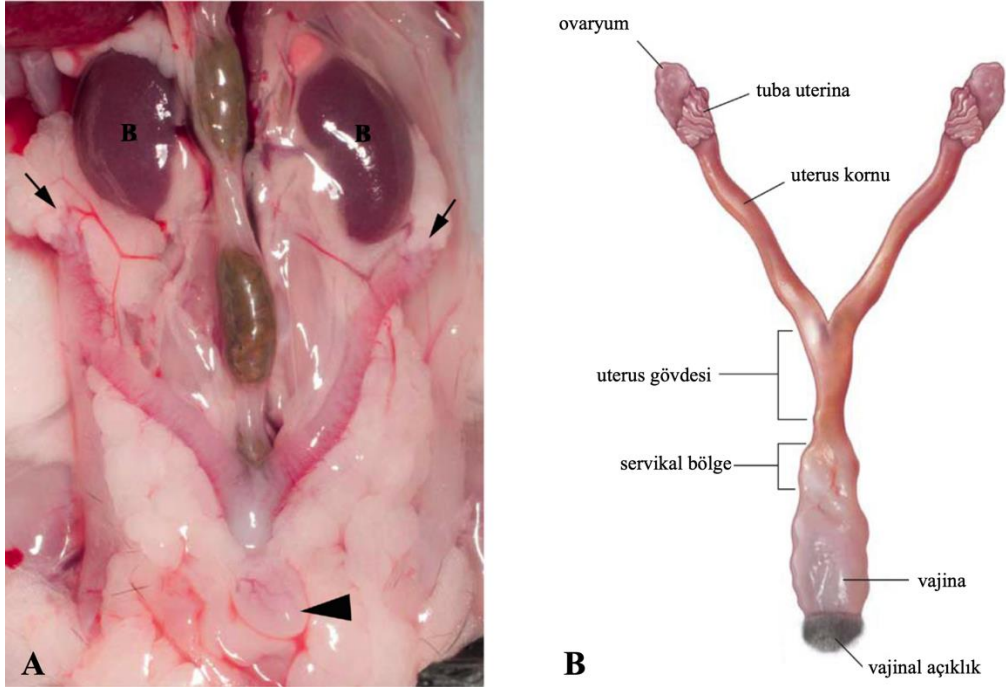 B
B
A
ovaryum
tuba uterina
uterus kornu
uterus gövdesi
servikal bölge
vajina
vajinal açıklık
B